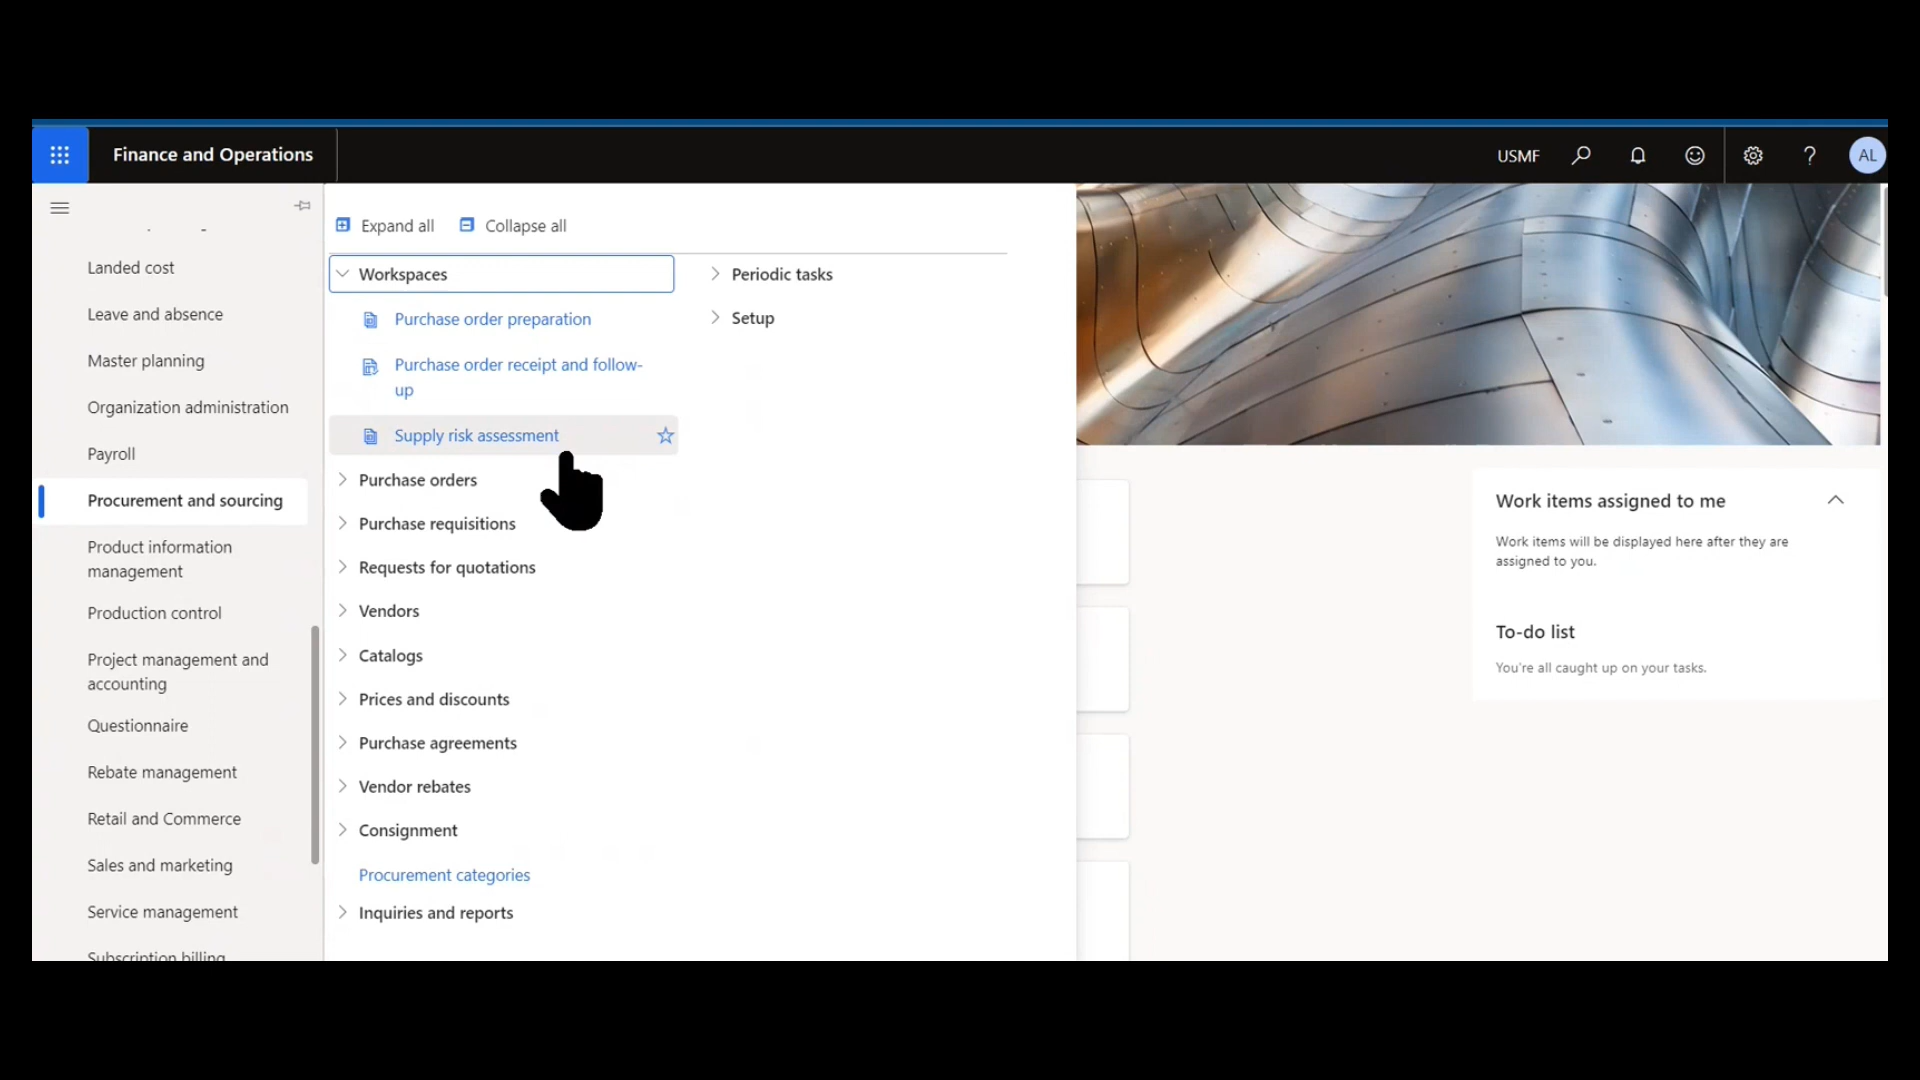 Finance and Operations
USMF
AL
Landed cost
Leave and absence
Master planning
Organization administration
Payroll
Procurement and sourcing
Product information
management
Production control
Project management and
accounting
Questionnaire
Rebate management
Retail and Commerce
Sales and marketing
Service management
Subscription billing
Expand all
Collapse all
Workspaces
Purchase order preparation
Purchase order receipt and follow-
up
Supply risk assessment
Purchase orders
Purchase requisitions
Requests for quotations
Vendors
Catalogs
Prices and discounts
Purchase agreements
Vendor rebates
Consignment
Procurement categories
Inquiries and reports
Periodic tasks
Setup
Work items assigned to me
Work items will be displayed here after they are
assigned to you.
To-do list
You're all caught up on your tasks.